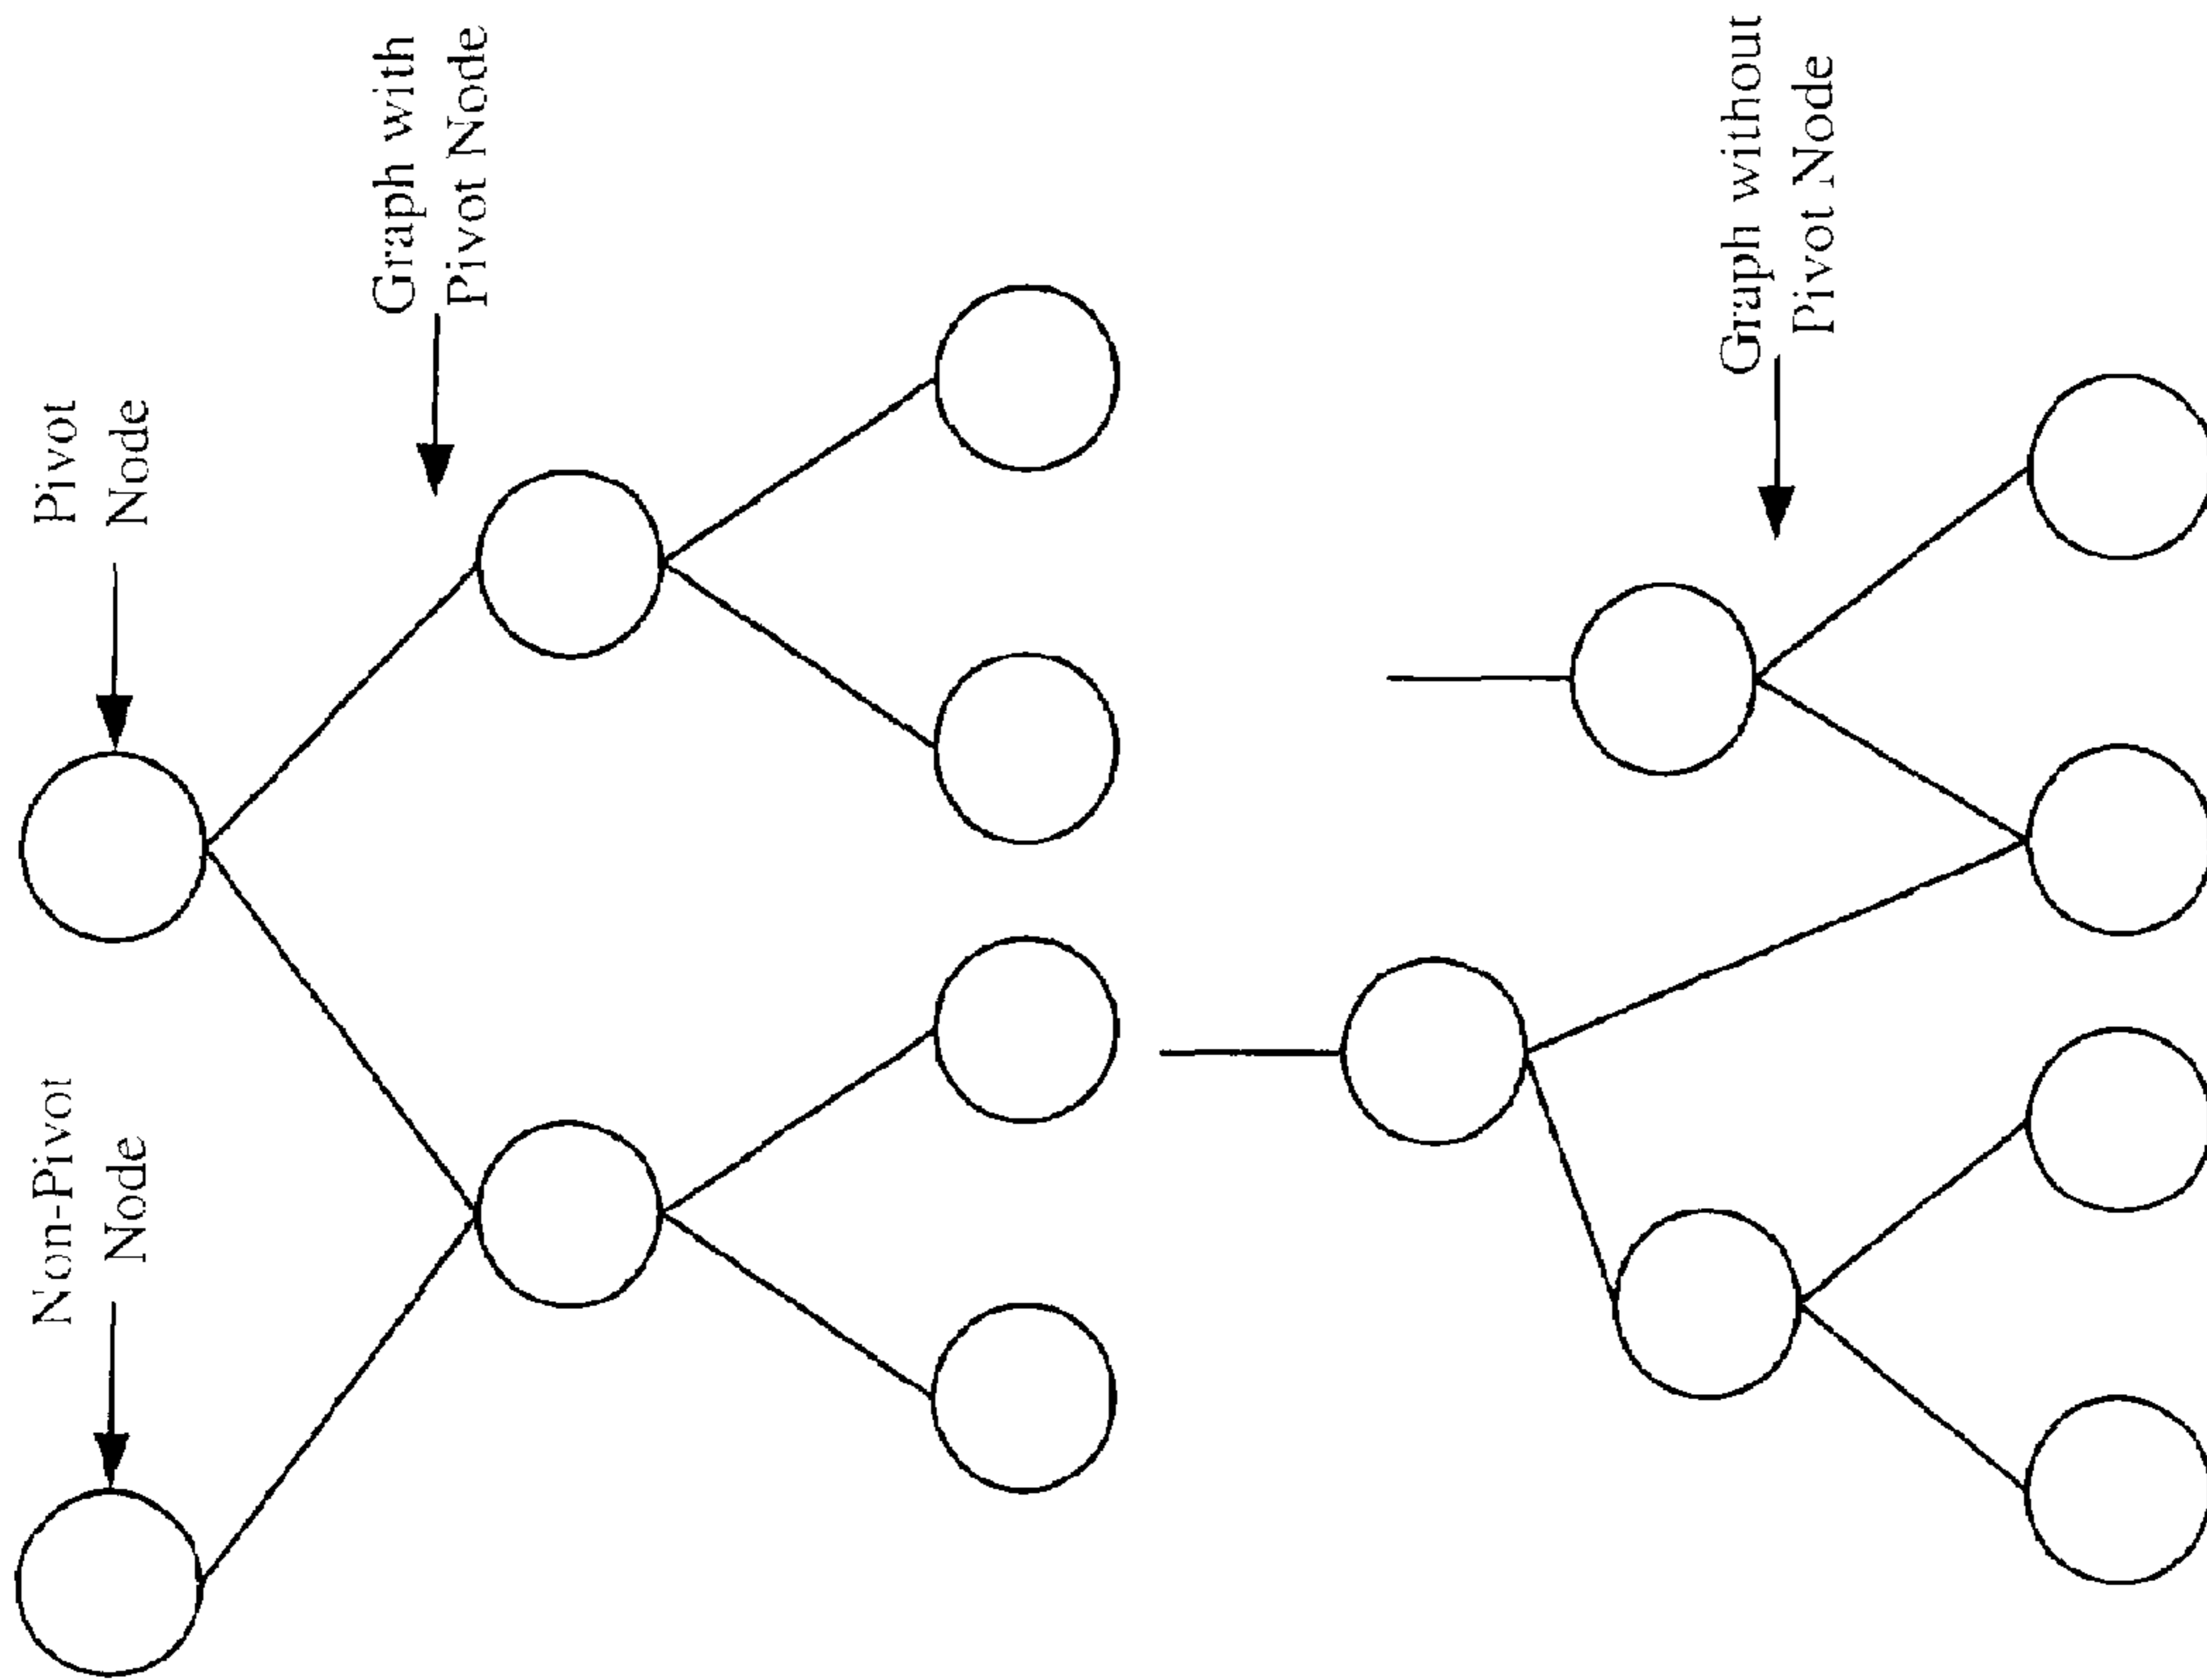 Non-Pivot
Node
Pivot
Node
Graph with
Pivot Node
Graph without
Pivot Node